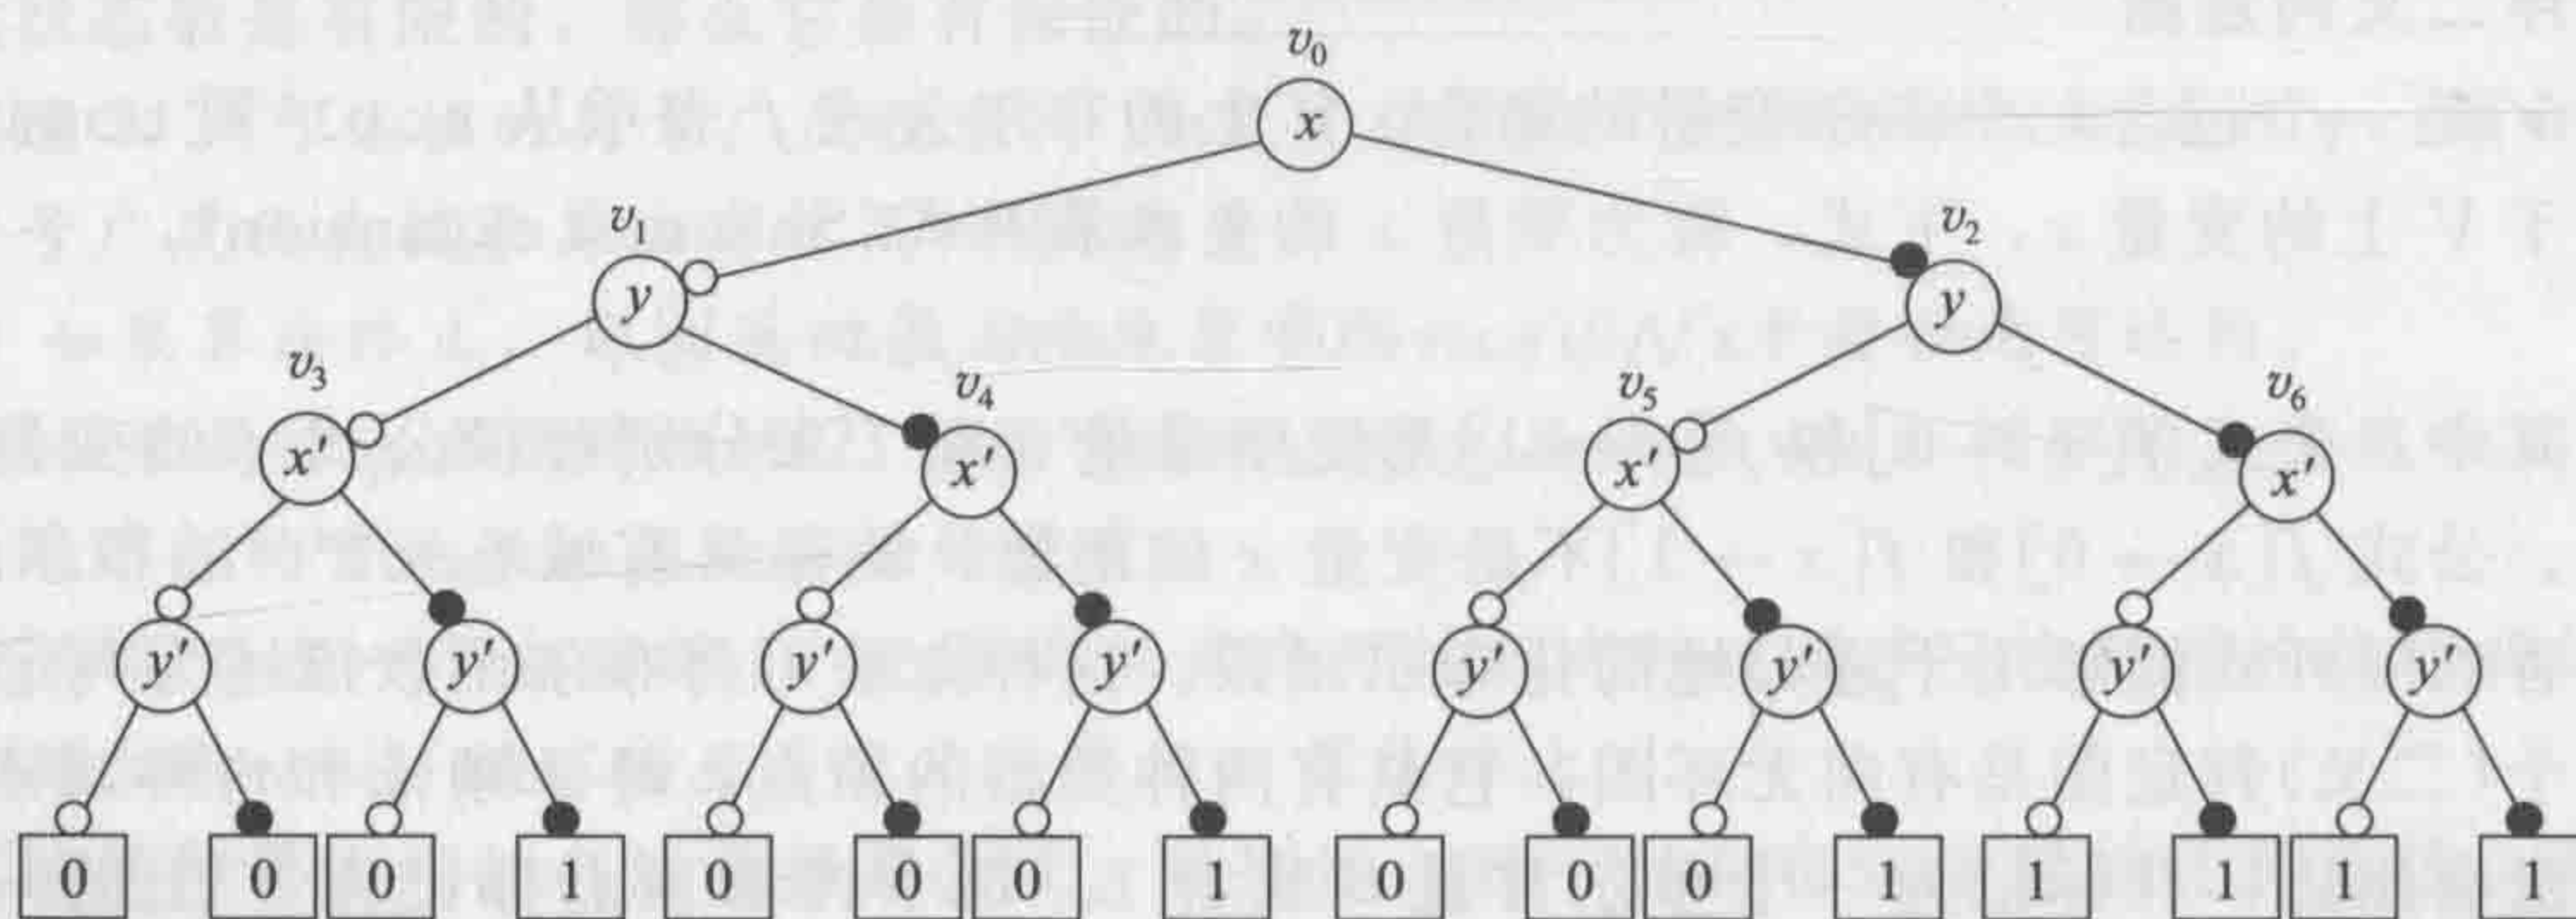 v₀
x
v₁ v₂
y y
v₃ v₄ v₅ v₆
x′ x′ x′ x′
y′ y′ y′ y′ y′ y′ y′ y′
0 0 0 1 0 0 0 1 0 0 0 1 1 1 1 1